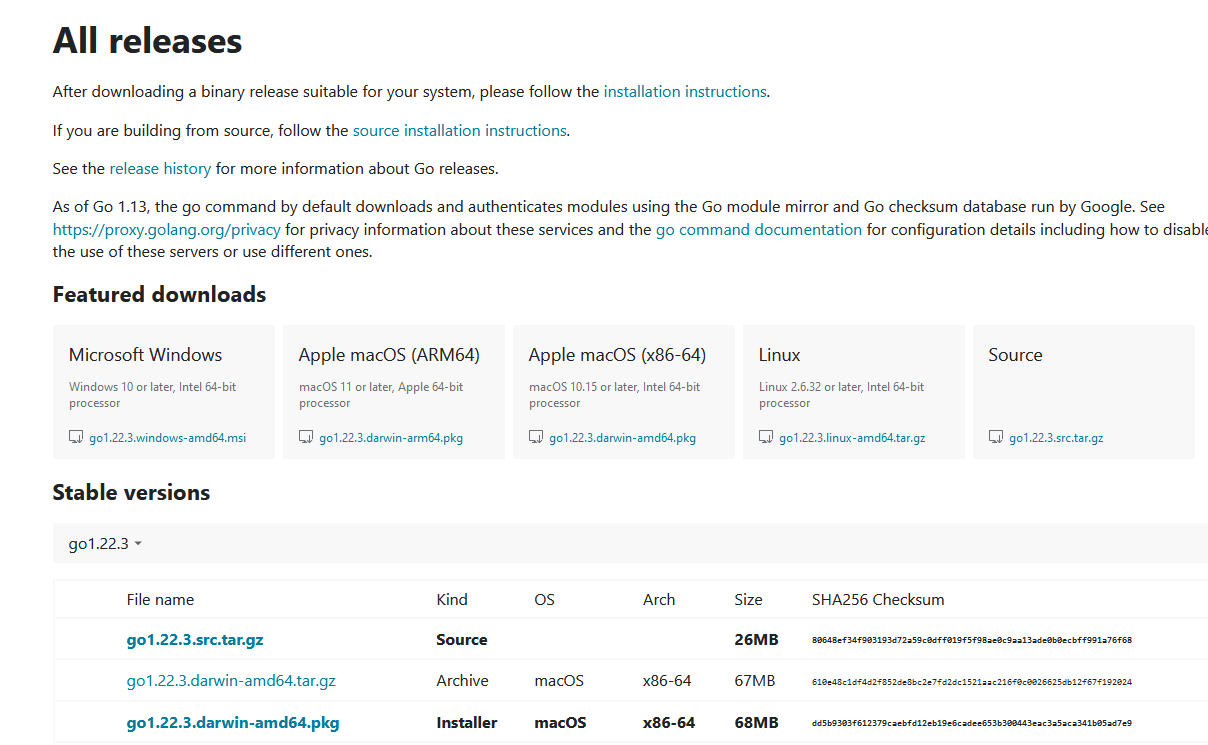 All releases
After downloading a binary release suitable for your system, please follow the installation instructions.
If you are building from source, follow the source installation instructions.
See the release history for more information about Go releases.
As of Go 1.13, the go command by default downloads and authenticates modules using the Go module mirror and Go checksum database run by Google. See
https://proxy.golang.org/privacy for privacy information about these services and the go command documentation for configuration details including how to disable
the use of these servers or use different ones.
Featured downloads
Microsoft Windows
Windows 10 or later, Intel 64-bit
processor
go1.22.3.windows-amd64.msi
Apple macOS (ARM64)
macOS 11 or later, Apple 64-bit
processor
go1.22.3.darwin-arm64.pkg
Apple macOS (x86-64)
macOS 10.15 or later, Intel 64-bit
processor
go1.22.3.darwin-amd64.pkg
Linux
Linux 2.6.32 or later, Intel 64-bit
processor
go1.22.3.linux-amd64.tar.gz
Source
go1.22.3.src.tar.gz
Stable versions
go1.22.3
File name Kind OS Arch Size SHA256 Checksum
go1.22.3.src.tar.gz Source 26MB 80648ef34f903193d72a59c0dff019f5f98ae0c9aa13ade0b0ecbff991a76f68
go1.22.3.darwin-amd64.tar.gz Archive macOS x86-64 67MB 610e48c1df4d2f852de8bc2e7fd2dc1521aac216f0c0026625db12f67f192024
go1.22.3.darwin-amd64.pkg Installer macOS x86-64 68MB dd5b9303f612379caebfd12eb19e6cadee653b300443eac3a5aca341b05ad7e9